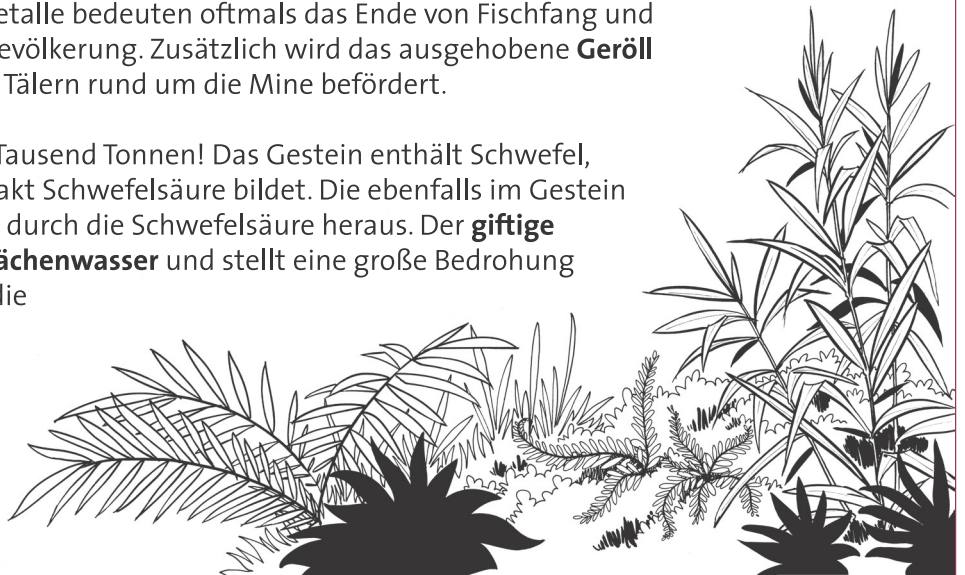 etalle bedeuten oftmals das Ende von Fischfang und
evölkerung. Zusätzlich wird das ausgehobene Geröll
Tälern rund um die Mine befördert.
Tausend Tonnen! Das Gestein enthält Schwefel,
akt Schwefelsäure bildet. Die ebenfalls im Gestein
durch die Schwefelsäure heraus. Der giftige
ächenwasser und stellt eine große Bedrohung
lie